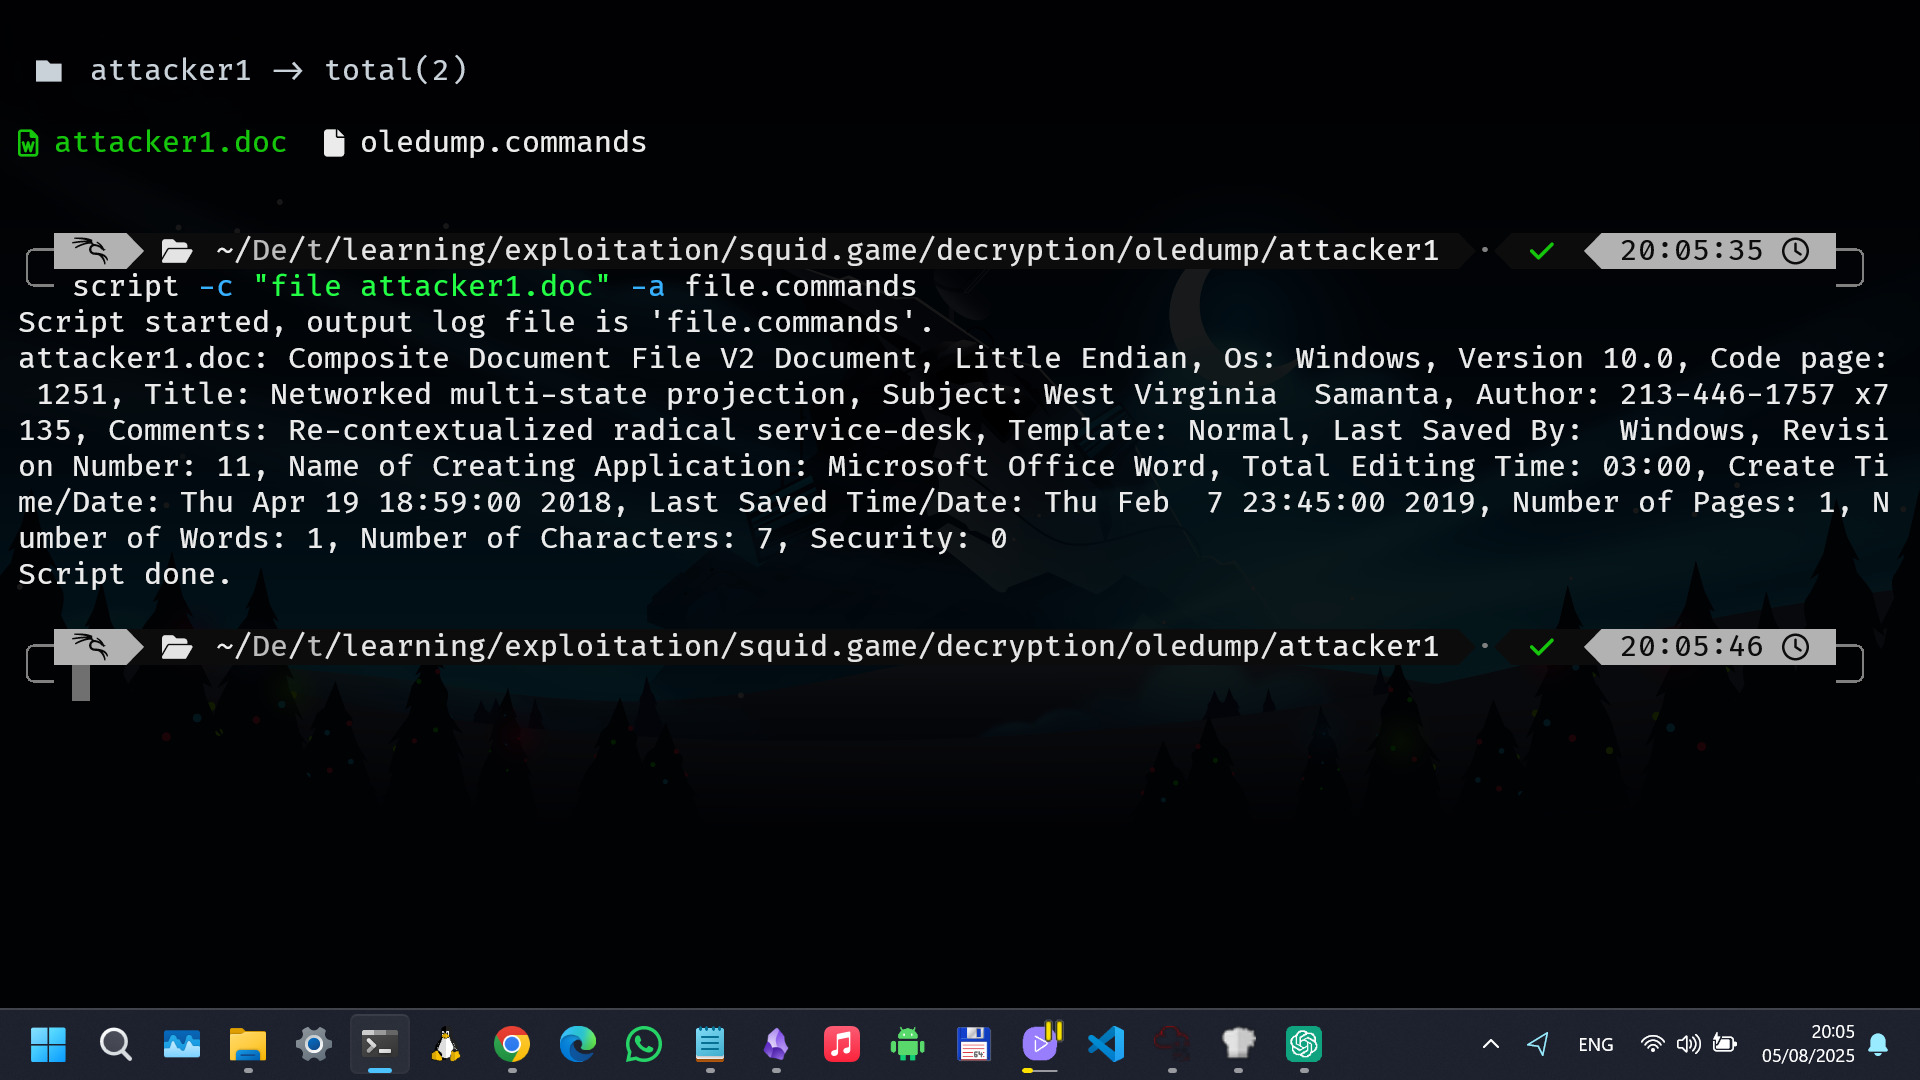 attacker1 → total(2)
attacker1.doc oledump.commands
~/De/t/learning/exploitation/squid.game/decryption/oledump/attacker1 · ✓ 20:05:35
script -c "file attacker1.doc" -a file.commands
Script started, output log file is 'file.commands'.
attacker1.doc: Composite Document File V2 Document, Little Endian, Os: Windows, Version 10.0, Code page:
 1251, Title: Networked multi-state projection, Subject: West Virginia  Samanta, Author: 213-446-1757 x7
135, Comments: Re-contextualized radical service-desk, Template: Normal, Last Saved By:  Windows, Revisi
on Number: 11, Name of Creating Application: Microsoft Office Word, Total Editing Time: 03:00, Create Ti
me/Date: Thu Apr 19 18:59:00 2018, Last Saved Time/Date: Thu Feb  7 23:45:00 2019, Number of Pages: 1, N
umber of Words: 1, Number of Characters: 7, Security: 0
Script done.
~/De/t/learning/exploitation/squid.game/decryption/oledump/attacker1 · ✓ 20:05:46
64
ENG
20:05
05/08/2025